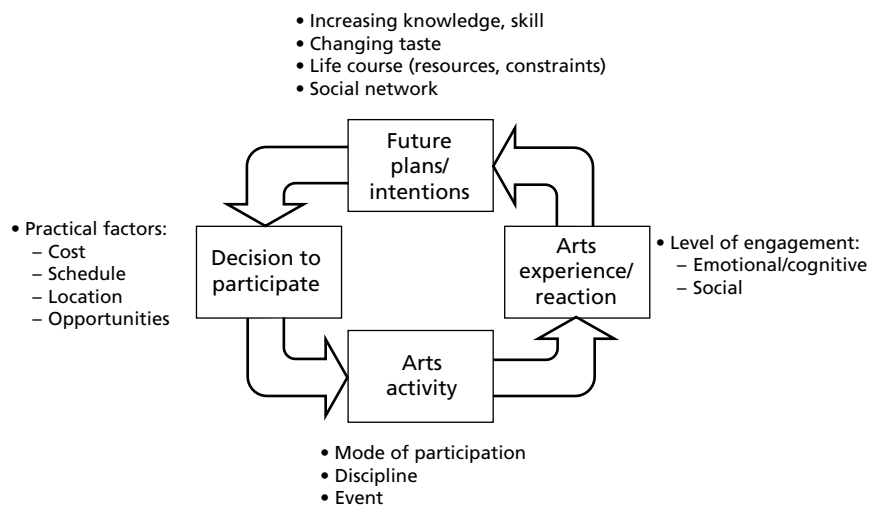 • Increasing knowledge, skill
• Changing taste
• Life course (resources, constraints)
• Social network
Future
plans/
intentions
• Practical factors:
– Cost
– Schedule
– Location
– Opportunities
Decision to
participate
Arts
experience/
reaction
• Level of engagement:
– Emotional/cognitive
– Social
Arts
activity
• Mode of participation
• Discipline
• Event